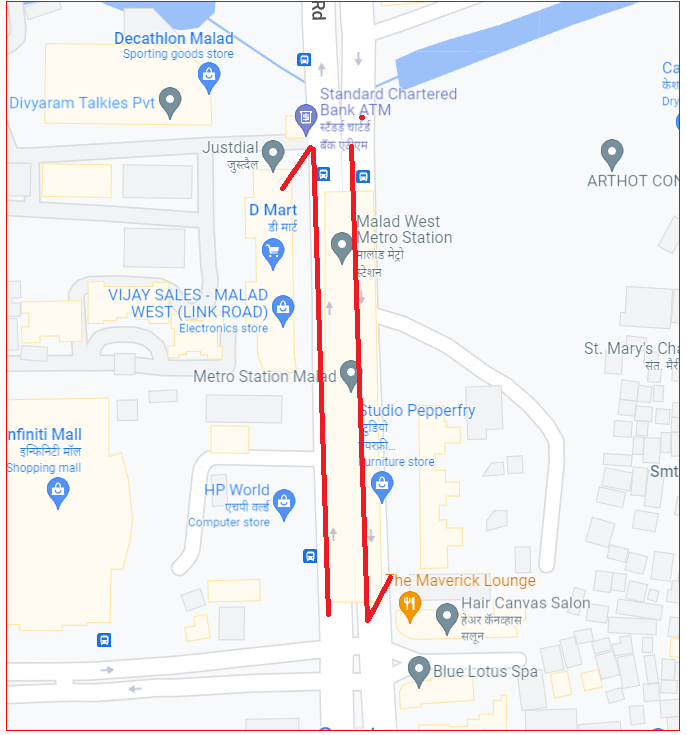 Rd
Decathlon Malad
Sporting goods store
Divyaram Talkies Pvt
Standard Chartered
Bank ATM
स्टॅंडर्ड चार्टर्ड
बँक एटीएम
Justdial
जुस्त्दैल
ARTHOT CON
D Mart
डी मार्ट
Malad West
Metro Station
मालाड मेट्रो
स्टेशन
VIJAY SALES - MALAD
WEST (LINK ROAD)
Electronics store
St. Mary's Cha
संत. मैरी
Metro Station Malad
Studio Pepperfry
nfiniti Mall
इन्फिनिटी मॉल
Shopping mall
urniture store
Smt
HP World
एचपी वर्ल्ड
Computer store
The Maverick Lounge
Hair Canvas Salon
हेअर कॅनव्हास
सलून
Blue Lotus Spa